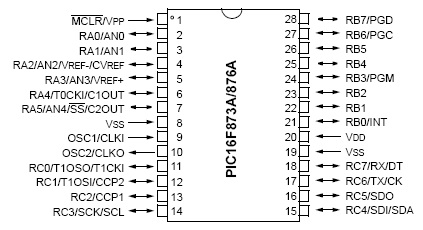 MCLR/VPP 1 28 RB7/PGD
RA0/AN0 2 27 RB6/PGC
RA1/AN1 3 26 RB5
RA2/AN2/VREF-/CVREF 4 25 RB4
RA3/AN3/VREF+ 5 24 RB3/PGM
RA4/T0CKI/C1OUT 6 23 RB2
RA5/AN4/SS/C2OUT 7 22 RB1
VSS 8 21 RB0/INT
OSC1/CLKI 9 20 VDD
OSC2/CLKO 10 19 VSS
RC0/T1OSO/T1CKI 11 18 RC7/RX/DT
RC1/T1OSI/CCP2 12 17 RC6/TX/CK
RC2/CCP1 13 16 RC5/SDO
RC3/SCK/SCL 14 15 RC4/SDI/SDA
PIC16F873A/876A